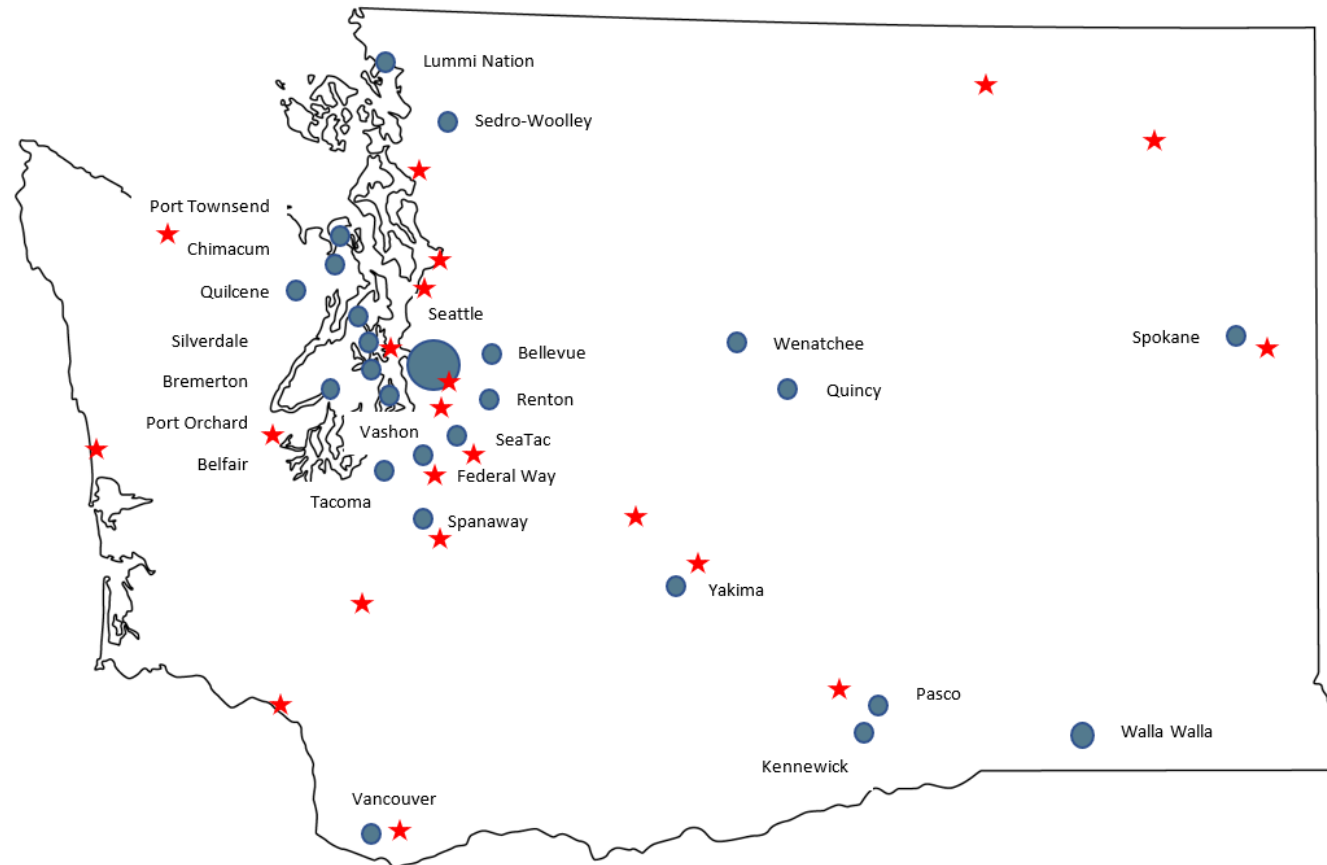 Lummi Nation
Sedro-Woolley
Port Townsend
Chimacum
Quilcene
Seattle
Silverdale
Bellevue
Wenatchee
Spokane
Bremerton
Renton
Quincy
Port Orchard
Vashon
SeaTac
Belfair
Federal Way
Tacoma
Spanaway
Yakima
Pasco
Walla Walla
Kennewick
Vancouver